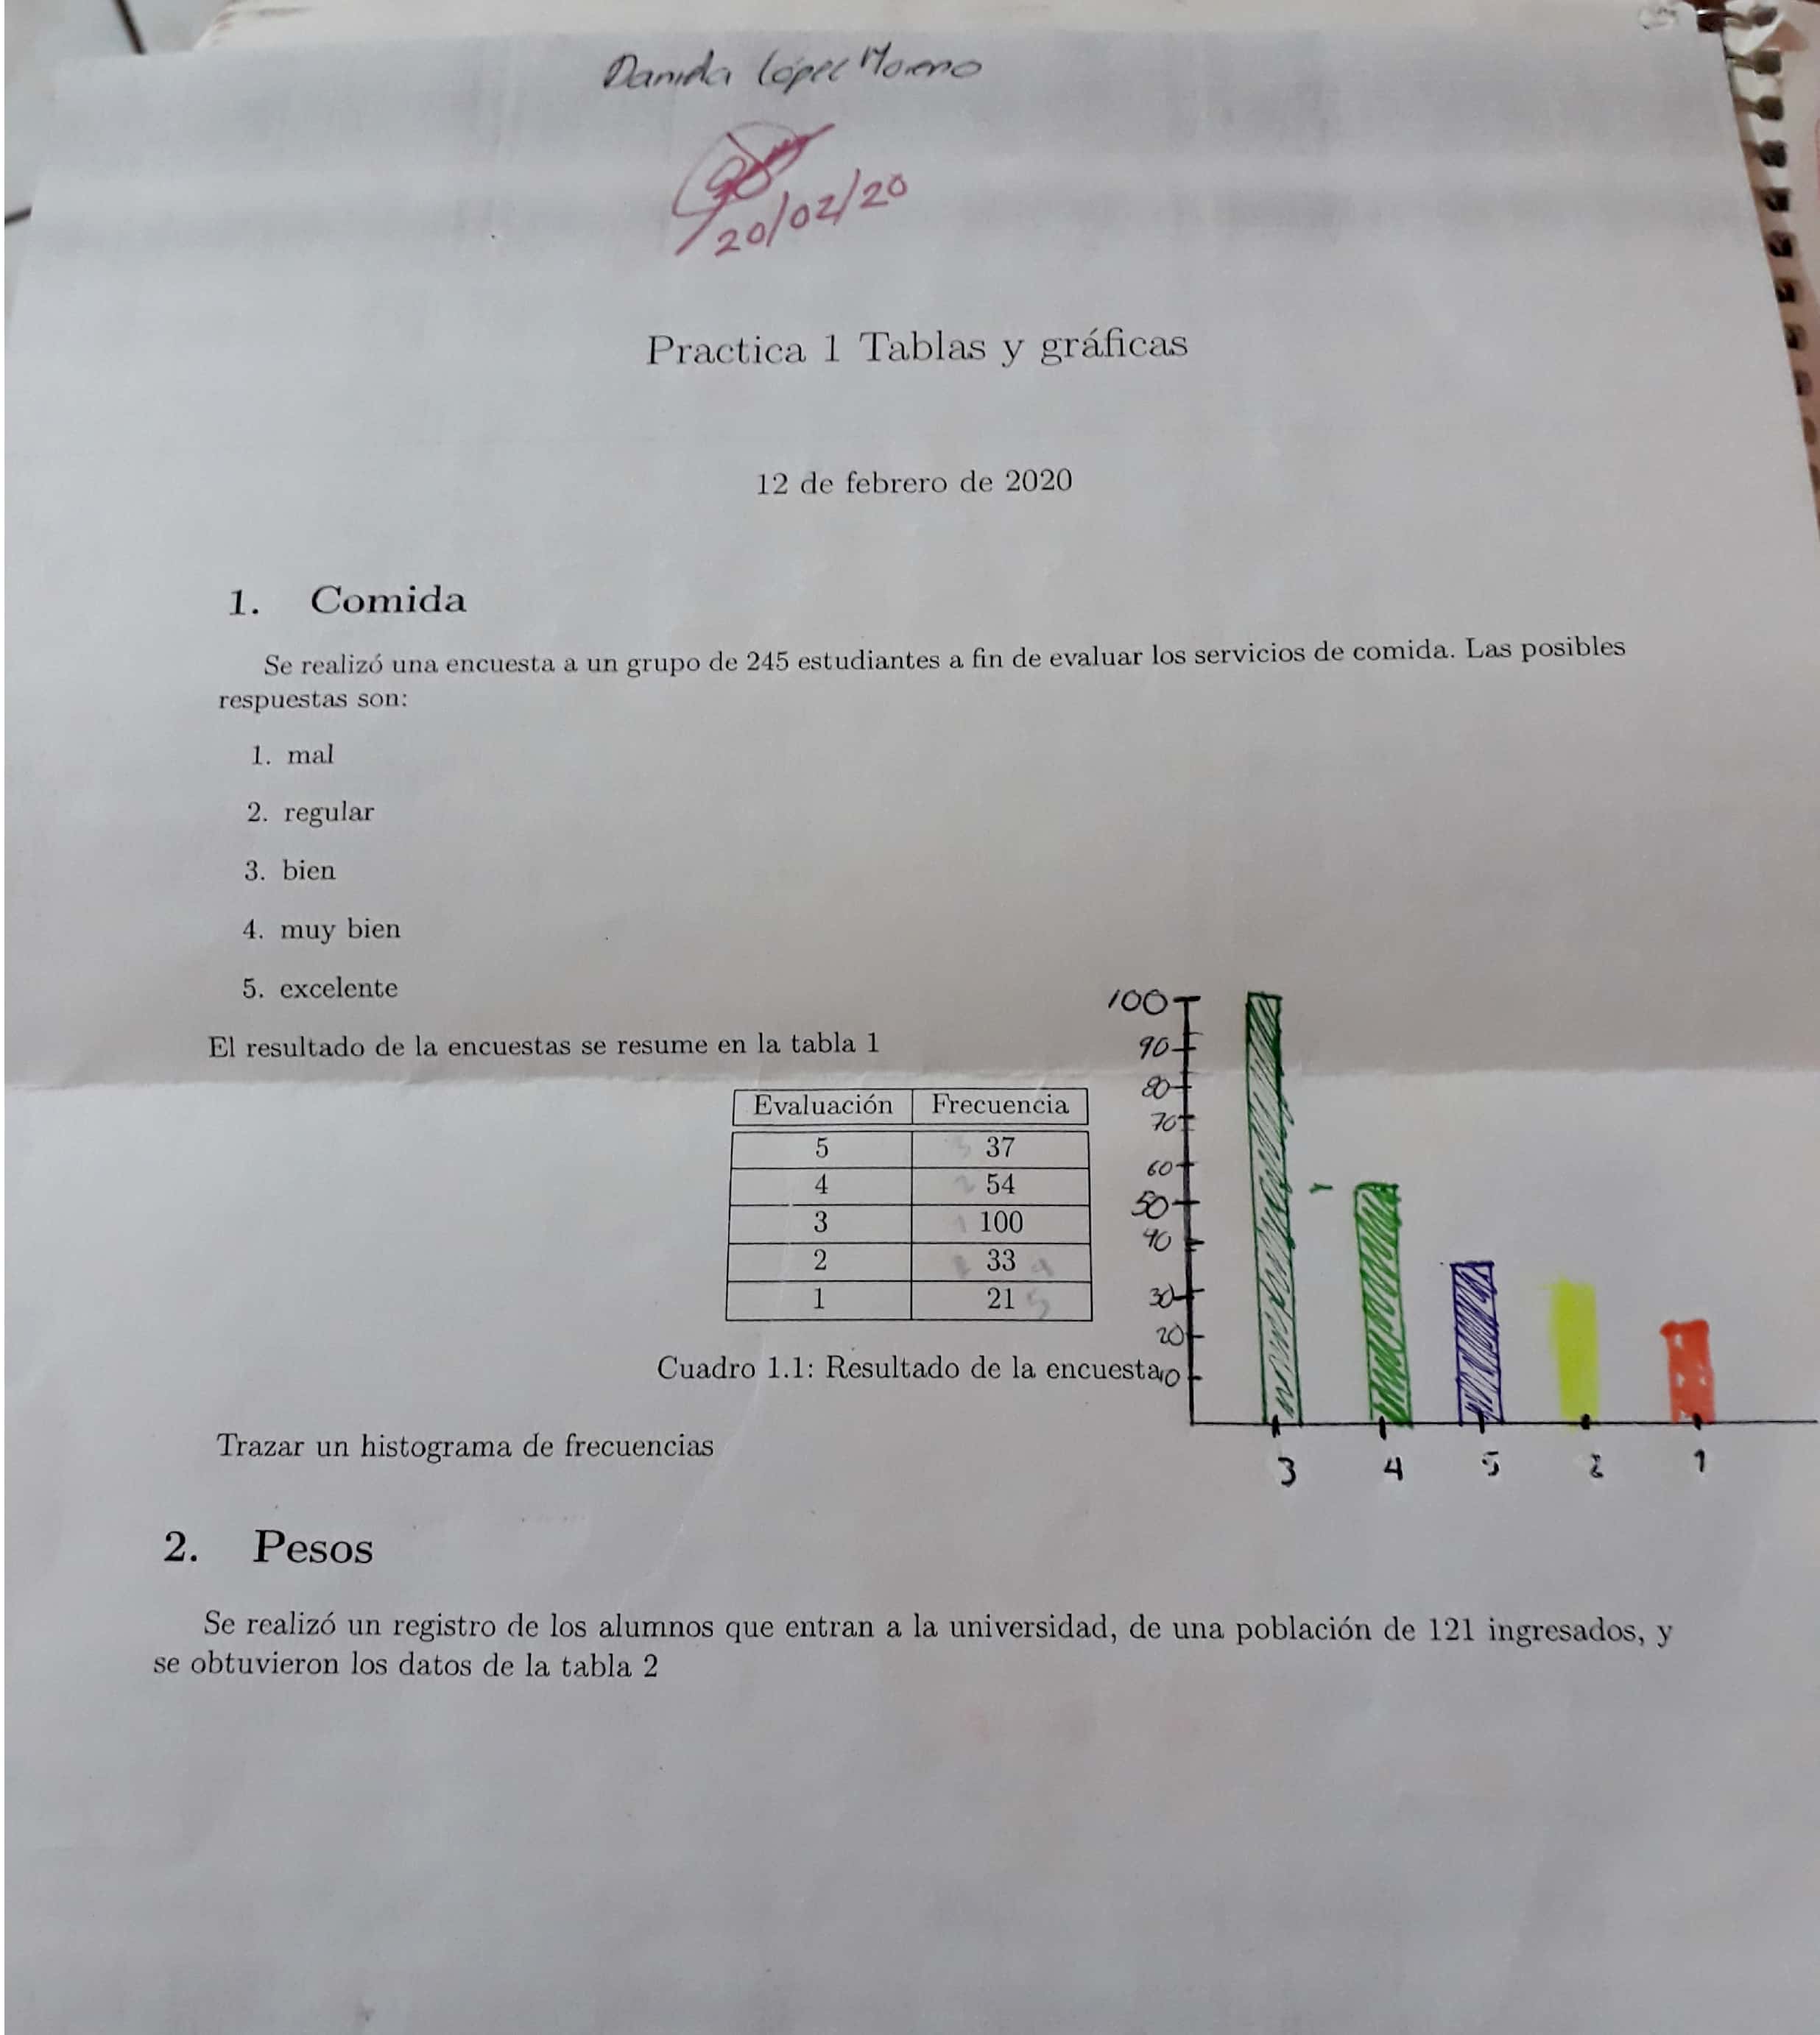 Daniela López Moreno
20/02/20
Practica 1 Tablas y gráficas
12 de febrero de 2020
1. Comida
Se realizó una encuesta a un grupo de 245 estudiantes a fin de evaluar los servicios de comida. Las posibles
respuestas son:
1. mal
2. regular
3. bien
4. muy bien
5. excelente
El resultado de la encuestas se resume en la tabla 1
Evaluación Frecuencia
5 3 37
4 2 54
3 1 100
2 33 4
1 21 5
Cuadro 1.1: Resultado de la encuesta
100
90
80
70
60
50
40
30
20
10
3 4 5 2 1
Trazar un histograma de frecuencias
2. Pesos
Se realizó un registro de los alumnos que entran a la universidad, de una población de 121 ingresados, y
se obtuvieron los datos de la tabla 2